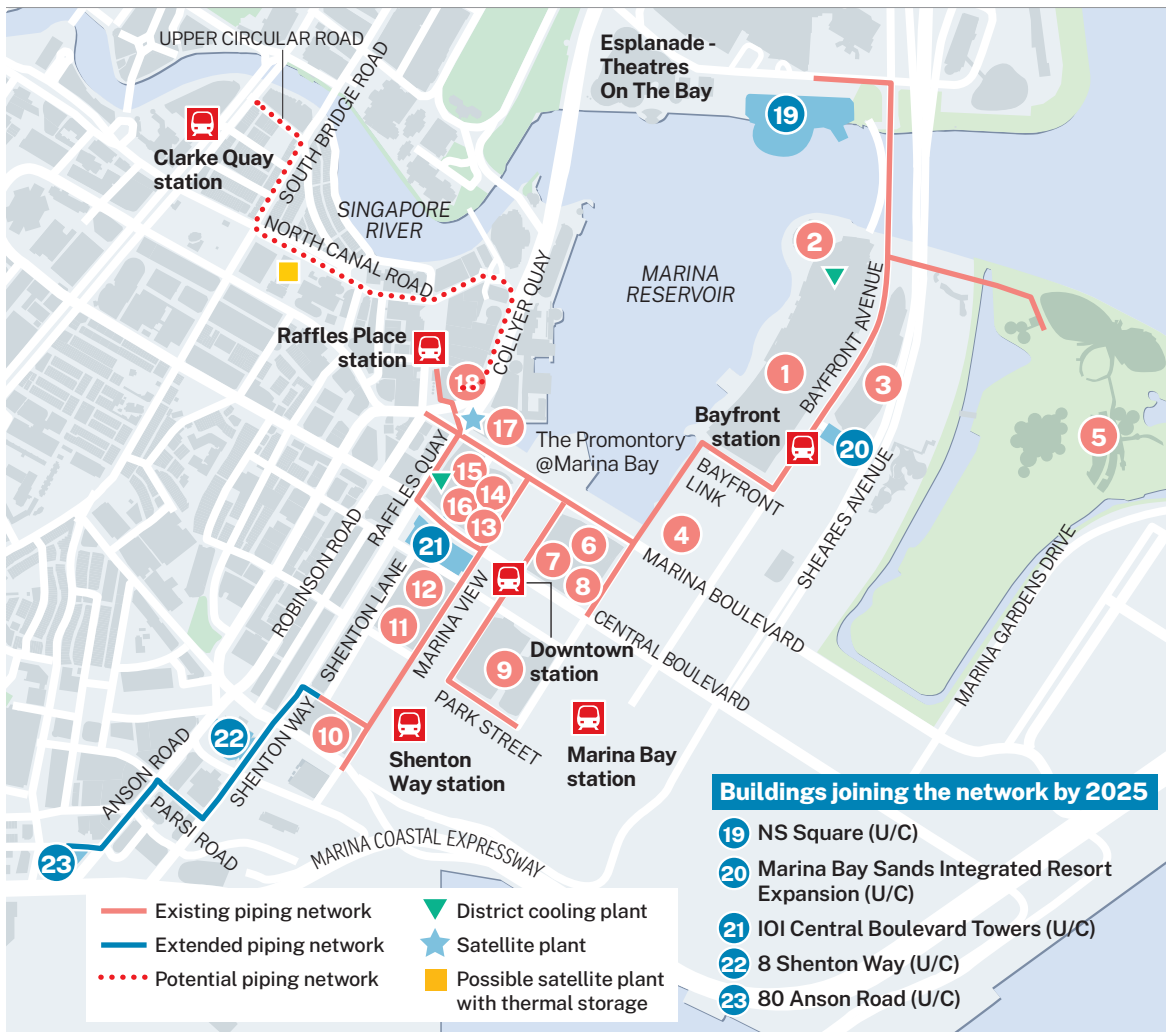 UPPER CIRCULAR ROAD
SOUTH BRIDGE ROAD
Esplanade -
Theatres
On The Bay
19
Clarke Quay
station
SINGAPORE
RIVER
NORTH CANAL ROAD
2
MARINA
RESERVOIR
COLLYER QUAY
BAYFRONT AVENUE
Raffles Place
station
18
1
3
17
Bayfront
station
20
5
The Promontory
@Marina Bay
RAFFLES QUAY
15
16
14
13
BAYFRONT
LINK
SHEARES AVENUE
ROBINSON ROAD
21
6
7
8
4
MARINA BOULEVARD
MARINA GARDENS DRIVE
SHENTON LANE
12
11
MARINA VIEW
CENTRAL BOULEVARD
Downtown
station
9
PARK STREET
10
22
SHENTON WAY
Shenton
Way station
Marina Bay
station
ANSON ROAD
PARSI ROAD
23
MARINA COASTAL EXPRESSWAY
Buildings joining the network by 2025
19 NS Square (U/C)
20 Marina Bay Sands Integrated Resort
Expansion (U/C)
21 IOI Central Boulevard Towers (U/C)
22 8 Shenton Way (U/C)
23 80 Anson Road (U/C)
Existing piping network
Extended piping network
Potential piping network
District cooling plant
Satellite plant
Possible satellite plant
with thermal storage